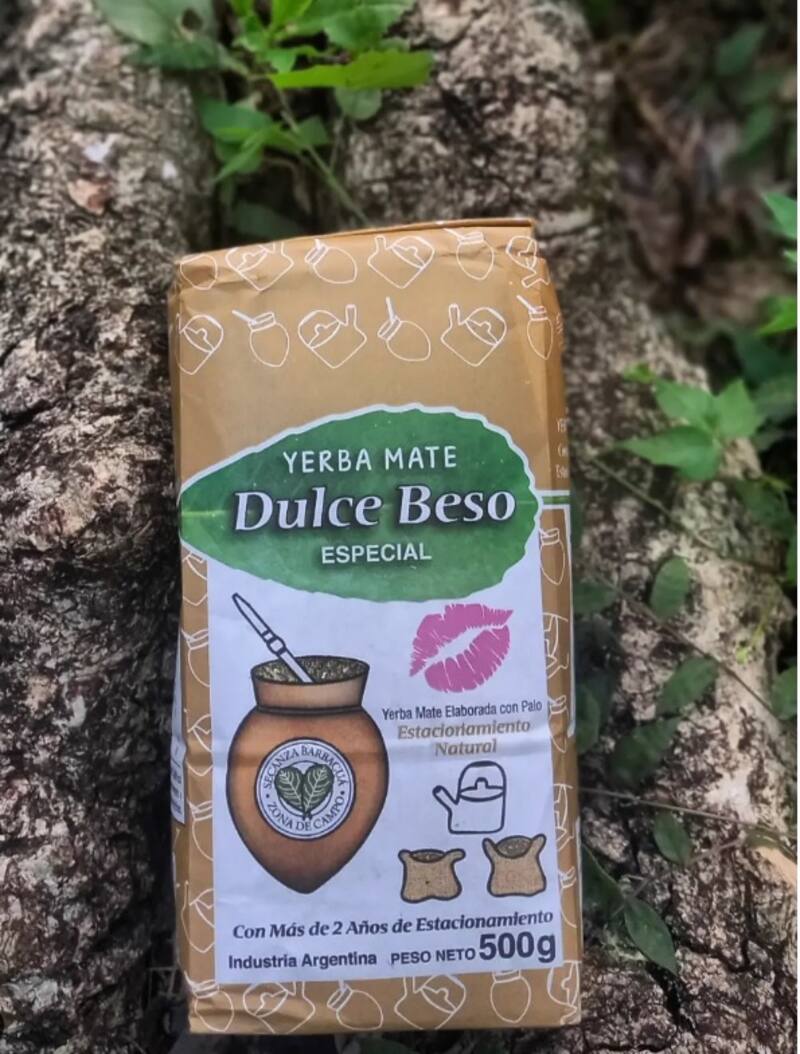 YERBA MATE
Dulce Beso
ESPECIAL
Yerba Mate Elaborada con Palo
Estacionamiento
Natural
SECANZA BARBACUÁ
ZONA DE CAMPO
Con Más de 2 Años de Estacionamiento
Industria Argentina PESO NETO 500g